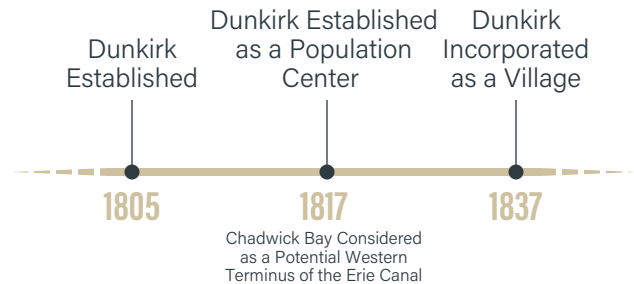 Dunkirk
Established
Dunkirk Established
as a Population
Center
Dunkirk
Incorporated
as a Village
1805
1817
1837
Chadwick Bay Considered
as a Potential Western
Terminus of the Erie Canal